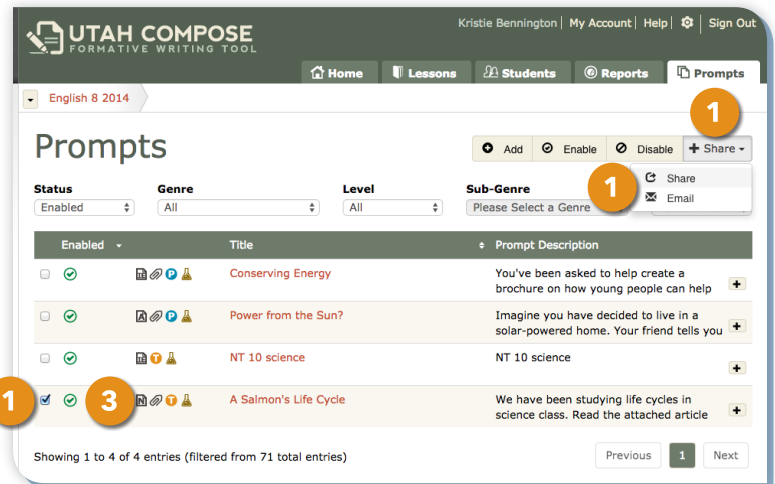 UTAH COMPOSE
FORMATIVE WRITING TOOL
Kristie Bennington | My Account | Help | Sign Out
Home Lessons Students Reports Prompts
English 8 2014
1
Prompts
Add Enable Disable + Share
1
Share
Email
Status Genre Level Sub-Genre
Enabled All All Please Select a Genre
Enabled Title Prompt Description
P Conserving Energy You've been asked to help create a
brochure on how young people can help
A P Power from the Sun? Imagine you have decided to live in a
solar-powered home. Your friend tells you
T NT 10 science NT 10 science
1 3 N T A Salmon's Life Cycle We have been studying life cycles in
science class. Read the attached article
Showing 1 to 4 of 4 entries (filtered from 71 total entries)
Previous 1 Next